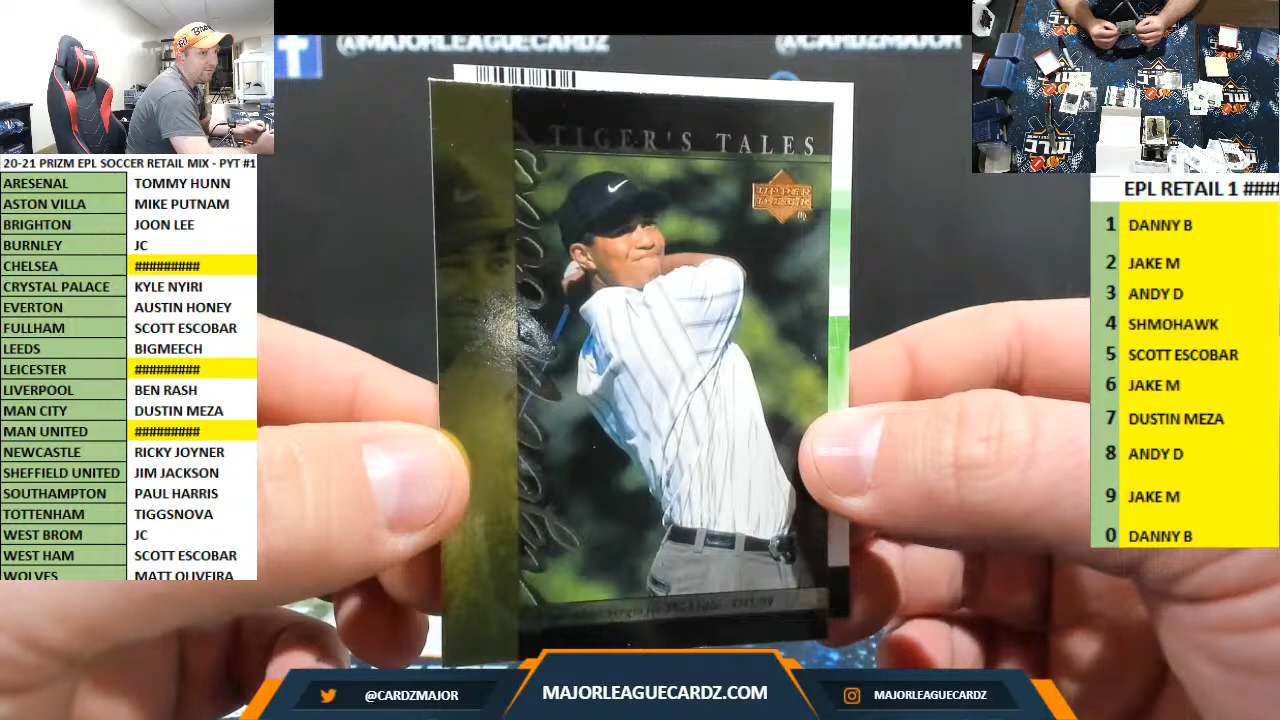 @MAJORLEAGUECARDZ
@CARDZMAJOR
TIGER'S TALES
UPPER
DECK
20-21 PRIZM EPL SOCCER RETAIL MIX - PYT #1
ARESENAL TOMMY HUNN
ASTON VILLA MIKE PUTNAM
BRIGHTON JOON LEE
BURNLEY JC
CHELSEA #########
CRYSTAL PALACE KYLE NYIRI
EVERTON AUSTIN HONEY
FULLHAM SCOTT ESCOBAR
LEEDS BIGMEECH
LEICESTER #########
LIVERPOOL BEN RASH
MAN CITY DUSTIN MEZA
MAN UNITED #########
NEWCASTLE RICKY JOYNER
SHEFFIELD UNITED JIM JACKSON
SOUTHAMPTON PAUL HARRIS
TOTTENHAM TIGGSNOVA
WEST BROM JC
WEST HAM SCOTT ESCOBAR
WOLVES MATT OLIVEIRA
EPL RETAIL 1 ####
1 DANNY B
2 JAKE M
3 ANDY D
4 SHMOHAWK
5 SCOTT ESCOBAR
6 JAKE M
7 DUSTIN MEZA
8 ANDY D
9 JAKE M
0 DANNY B
@CARDZMAJOR
MAJORLEAGUECARDZ.COM
MAJORLEAGUECARDZ